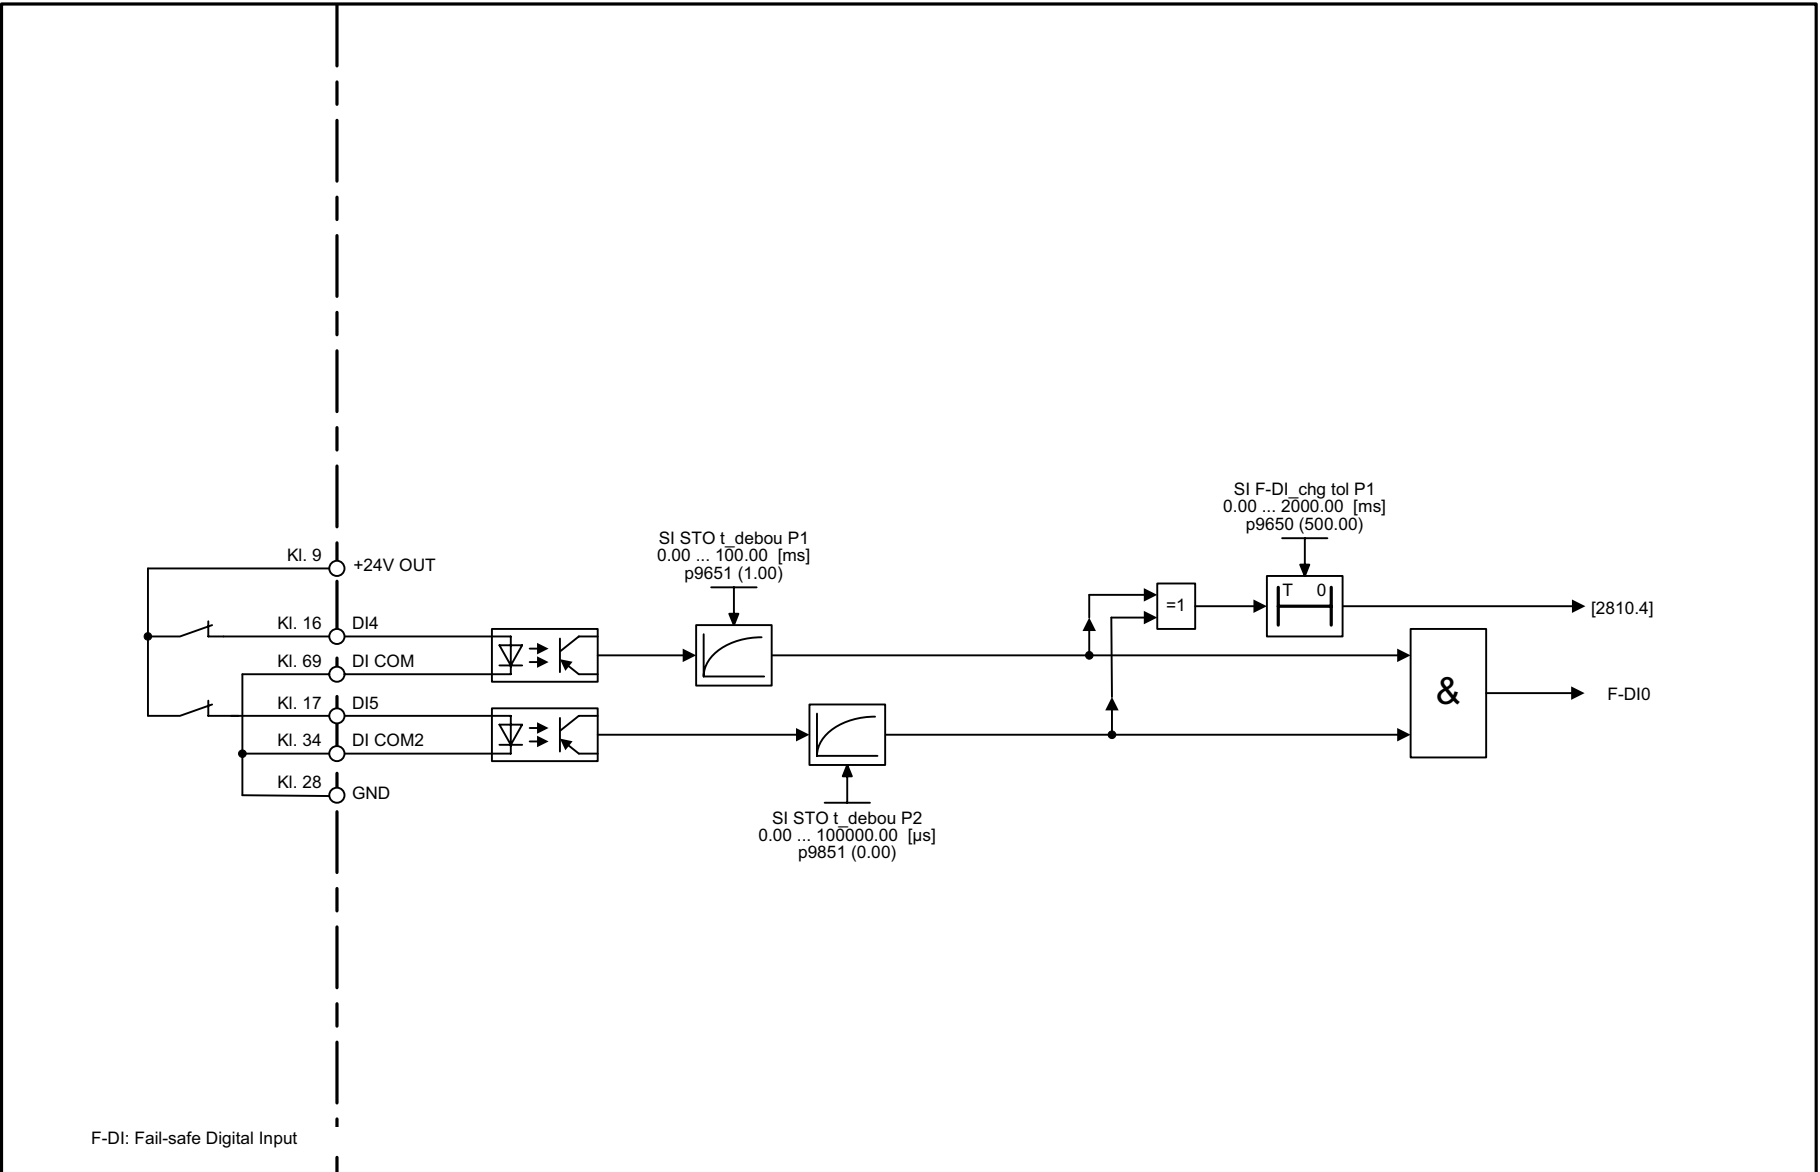 SI F-DI_chg tol P1
0.00 ... 2000.00 [ms]
p9650 (500.00)
SI STO t_debou P1
0.00 ... 100.00 [ms]
p9651 (1.00)
Kl. 9
+24V OUT
T 0
=1
[2810.4]
Kl. 16
DI4
Kl. 69
DI COM
&
F-DI0
Kl. 17
DI5
Kl. 34
DI COM2
Kl. 28
GND
SI STO t_debou P2
0.00 ... 100000.00 [µs]
p9851 (0.00)
F-DI: Fail-safe Digital Input